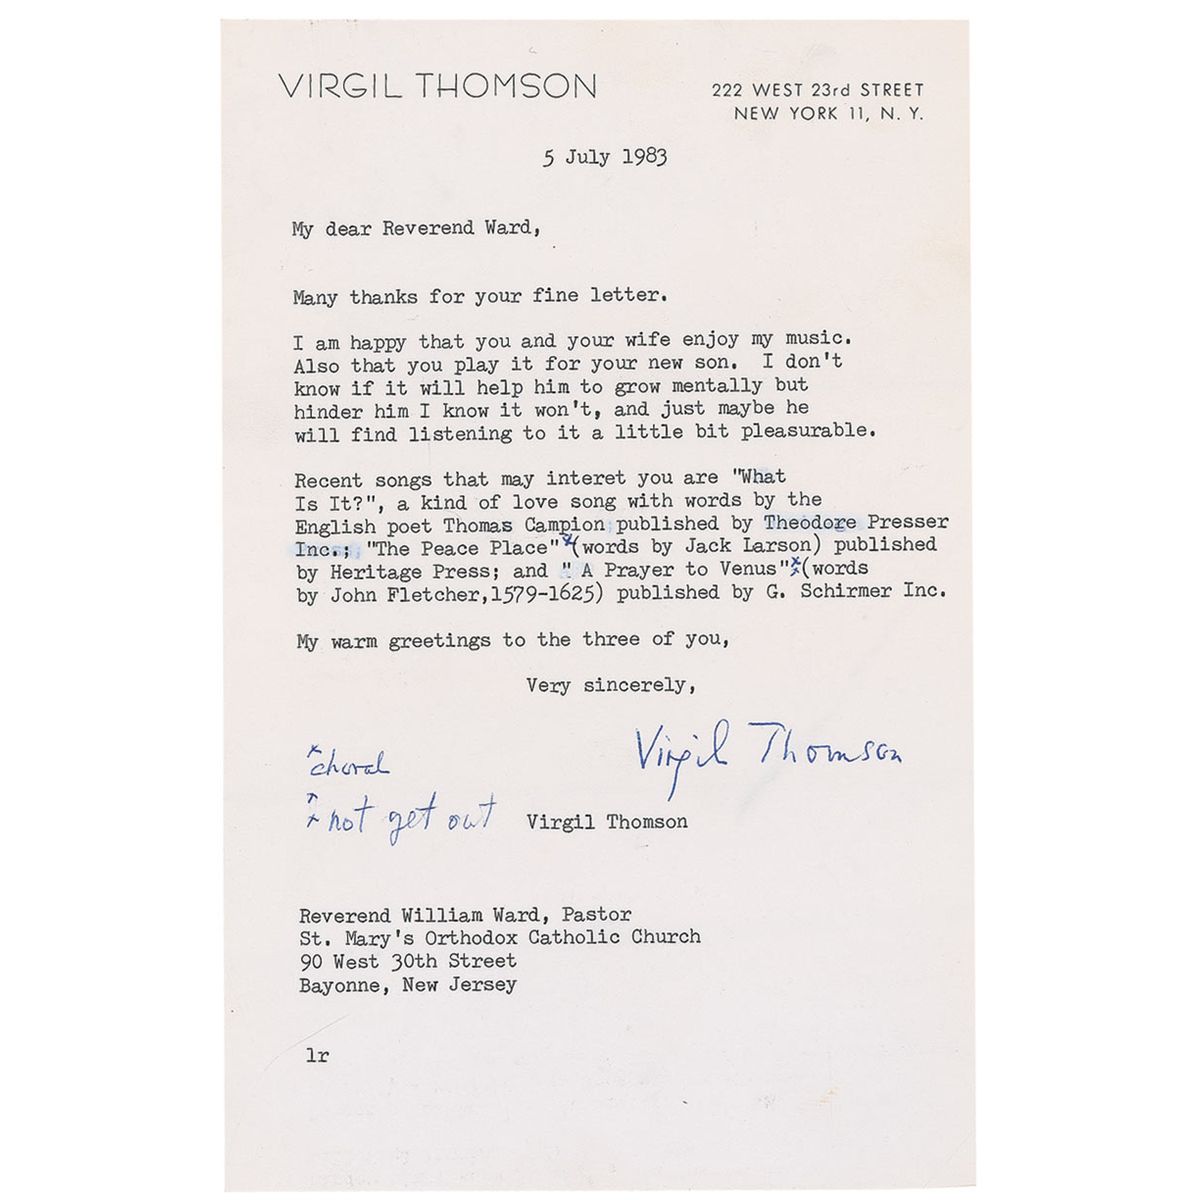 VIRGIL THOMSON
222 WEST 23rd STREET
NEW YORK 11, N. Y.
5 July 1983
My dear Reverend Ward,
Many thanks for your fine letter.
I am happy that you and your wife enjoy my music.
Also that you play it for your new son. I don't
know if it will help him to grow mentally but
hinder him I know it won't, and just maybe he
will find listening to it a little bit pleasurable.
Recent songs that may interet you are "What
Is It?", a kind of love song with words by the
English poet Thomas Campion published by Theodore Presser
Inc.; "The Peace Place"x(words by Jack Larson) published
by Heritage Press; and " A Prayer to Venus"xx(words
by John Fletcher,1579-1625) published by G. Schirmer Inc.
My warm greetings to the three of you,
Very sincerely,
Virgil Thomson
x choral
xx not get out
Virgil Thomson
Reverend William Ward, Pastor
St. Mary's Orthodox Catholic Church
90 West 30th Street
Bayonne, New Jersey
lr